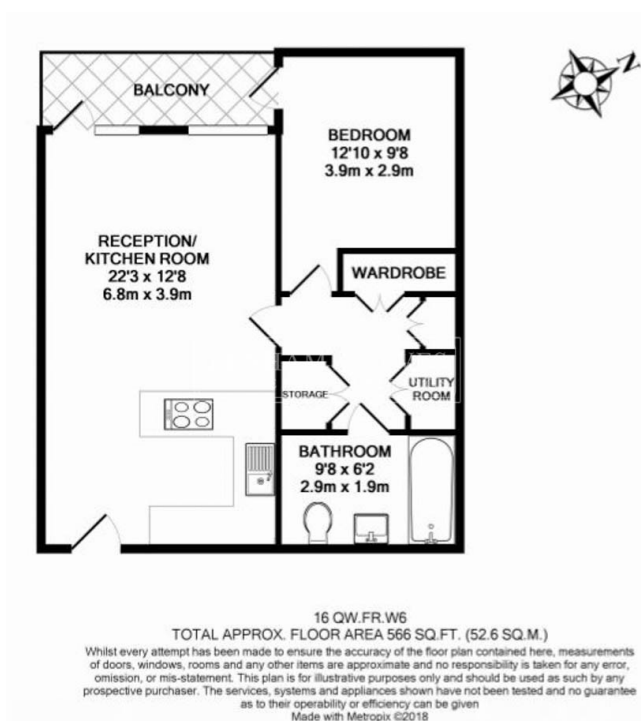 N
BALCONY
BEDROOM
12'10 x 9'8
3.9m x 2.9m
RECEPTION/
KITCHEN ROOM
22'3 x 12'8
6.8m x 3.9m
WARDROBE
STORAGE
UTILITY
ROOM
BATHROOM
9'8 x 6'2
2.9m x 1.9m
16 QW.FR.W6
TOTAL APPROX. FLOOR AREA 566 SQ.FT. (52.6 SQ.M.)
Whilst every attempt has been made to ensure the accuracy of the floor plan contained here, measurements
of doors, windows, rooms and any other items are approximate and no responsibility is taken for any error,
omission, or mis-statement. This plan is for illustrative purposes only and should be used as such by any
prospective purchaser. The services, systems and appliances shown have not been tested and no guarantee
as to their operability or efficiency can be given
Made with Metropix ©2018